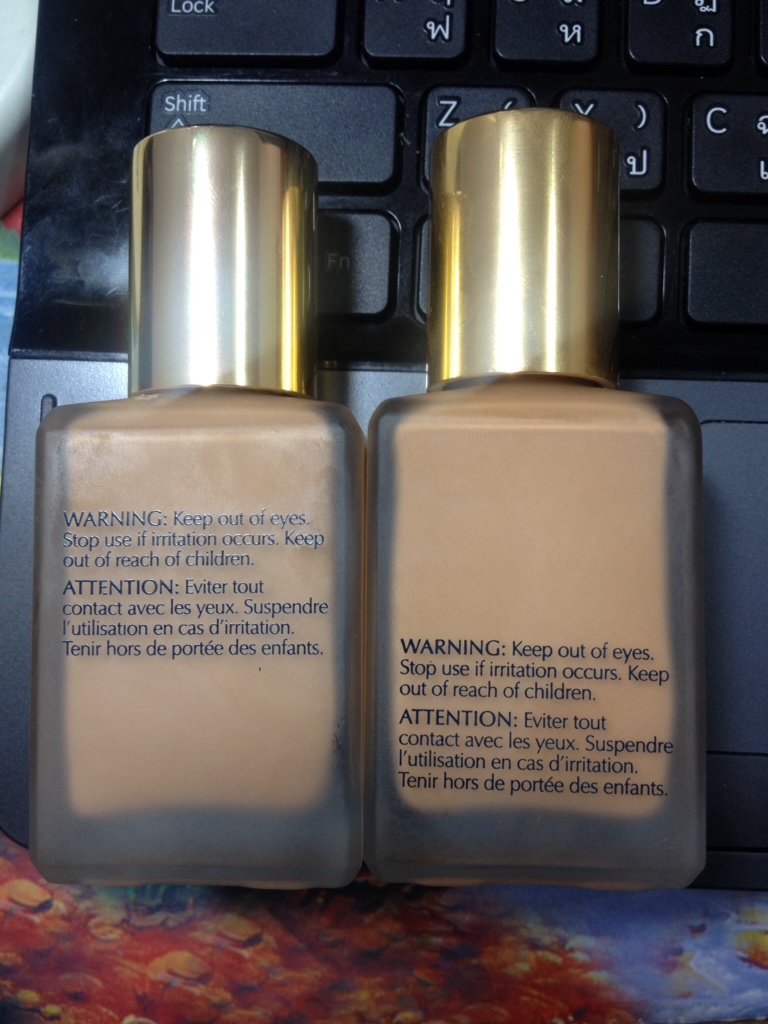 Lock
ฟ
ห
ก
Shift
Z (
X )
ป
C ฉ
แ
Fn
WARNING: Keep out of eyes.
Stop use if irritation occurs. Keep
out of reach of children.
ATTENTION: Eviter tout
contact avec les yeux. Suspendre
l'utilisation en cas d'irritation.
Tenir hors de portée des enfants.
WARNING: Keep out of eyes.
Stop use if irritation occurs. Keep
out of reach of children.
ATTENTION: Eviter tout
contact avec les yeux. Suspendre
l'utilisation en cas d'irritation.
Tenir hors de portée des enfants.